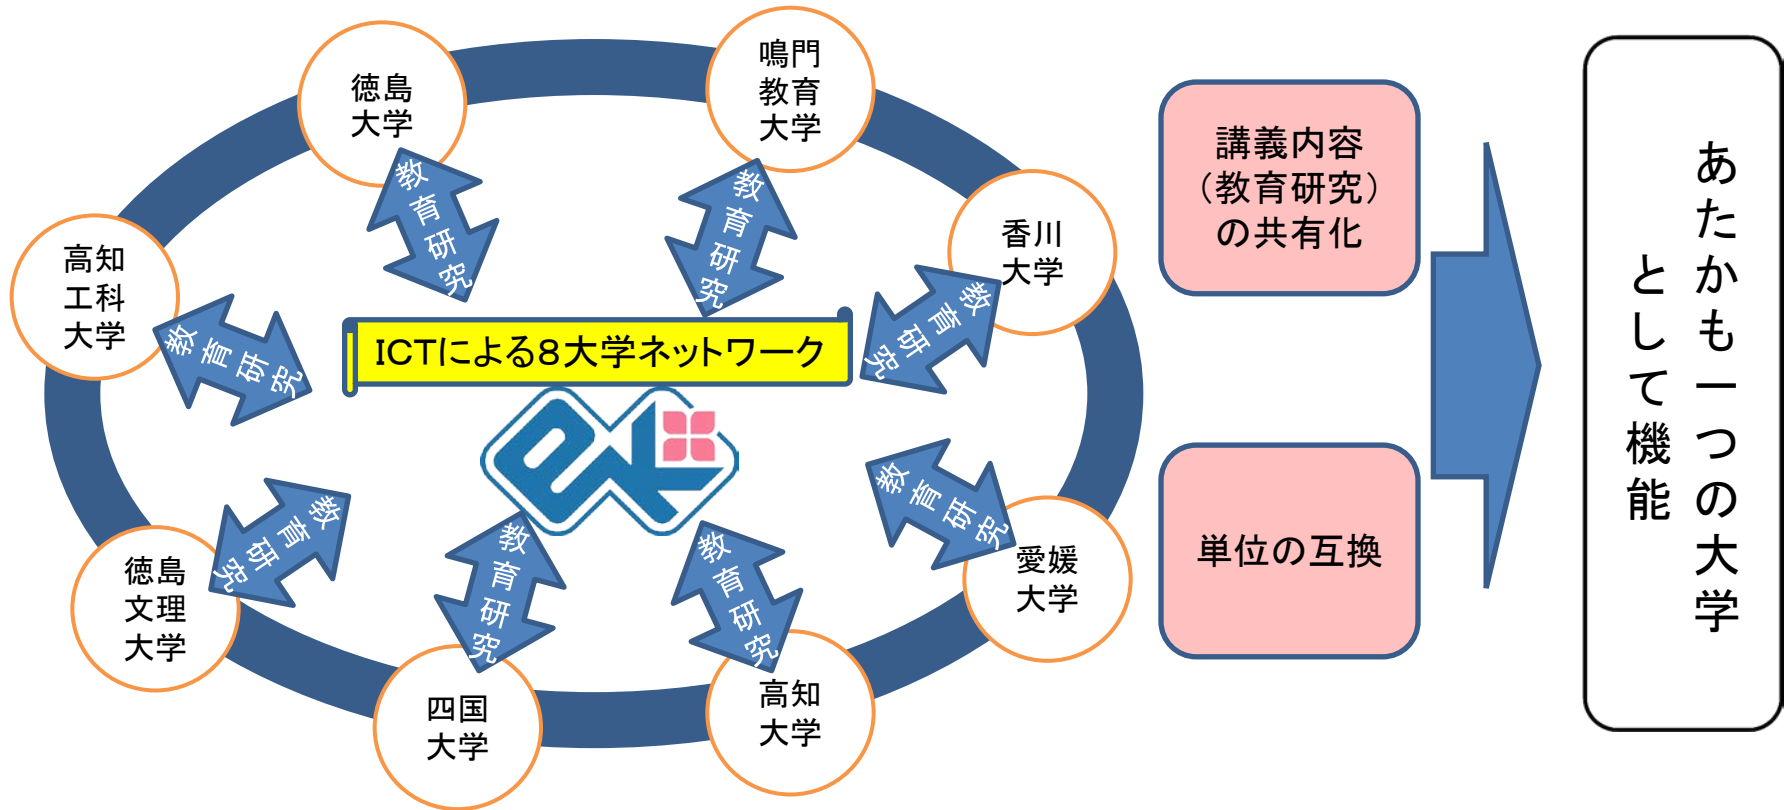 徳島
大学
鳴門
教育
大学
香川
大学
愛媛
大学
高知
大学
四国
大学
徳島
文理
大学
高知
工科
大学
教育研究
教育研究
教育研究
教育研究
教育研究
教育研究
教育研究
教育研究
ICTによる8大学ネットワーク
eK
講義内容
(教育研究)
の共有化
単位の互換
あたかも一つの大学
として機能